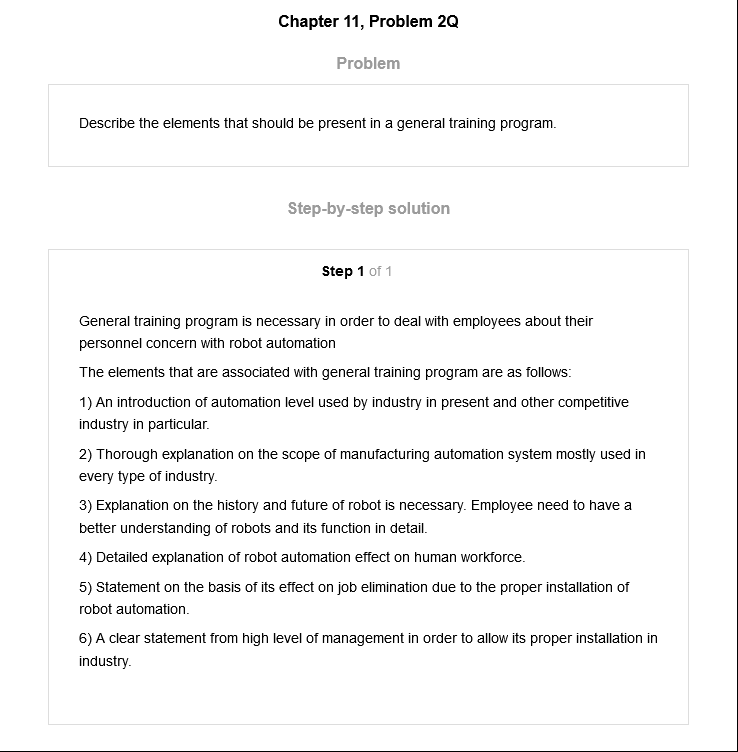 Chapter 11, Problem 2Q
Problem
Describe the elements that should be present in a general training program.
Step-by-step solution
Step 1 of 1
General training program is necessary in order to deal with employees about their
personnel concern with robot automation
The elements that are associated with general training program are as follows:
1) An introduction of automation level used by industry in present and other competitive
industry in particular.
2) Thorough explanation on the scope of manufacturing automation system mostly used in
every type of industry.
3) Explanation on the history and future of robot is necessary. Employee need to have a
better understanding of robots and its function in detail.
4) Detailed explanation of robot automation effect on human workforce.
5) Statement on the basis of its effect on job elimination due to the proper installation of
robot automation.
6) A clear statement from high level of management in order to allow its proper installation in
industry.